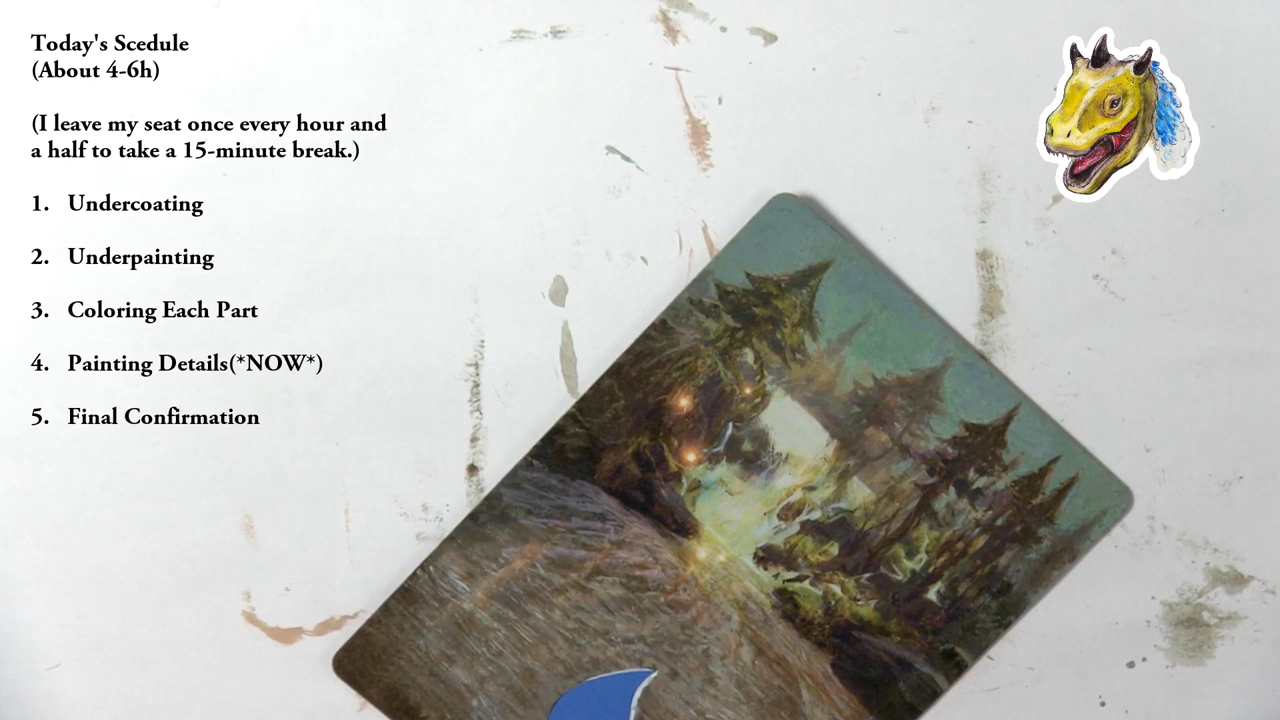 Today's Scedule
(About 4-6h)
(I leave my seat once every hour and
a half to take a 15-minute break.)
1. Undercoating
2. Underpainting
3. Coloring Each Part
4. Painting Details(*NOW*)
5. Final Confirmation